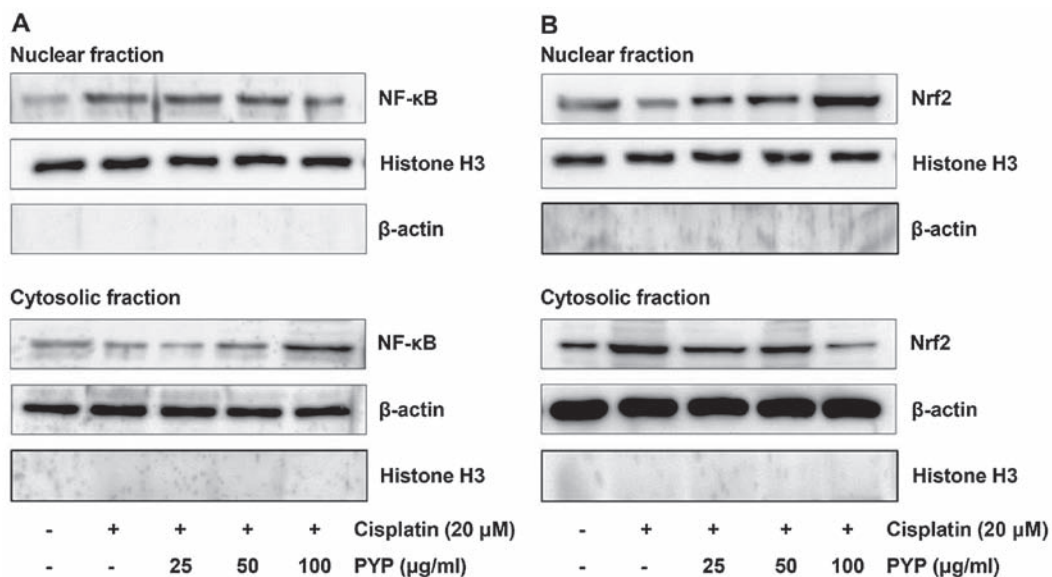 A
Nuclear fraction
NF-κB
Histone H3
β-actin
Cytosolic fraction
NF-κB
β-actin
Histone H3
- + + + +
- - 25 50 100
B
Nuclear fraction
Nrf2
Histone H3
β-actin
Cytosolic fraction
Nrf2
β-actin
Histone H3
- + + + + Cisplatin (20 µM)
- - 25 50 100 PYP (µg/ml)
Cisplatin (20 µM)
PYP (µg/ml)